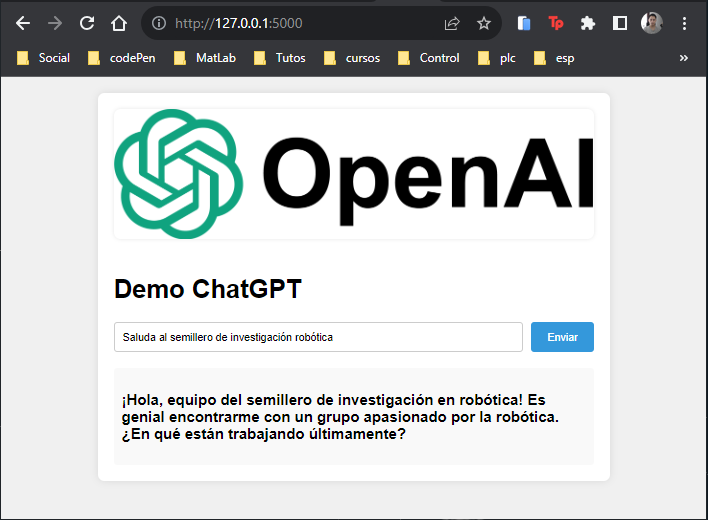 http://127.0.0.1:5000
Tp
Social codePen MatLab Tutos cursos Control plc esp »
OpenAI
Demo ChatGPT
Saluda al semillero de investigación robótica
Enviar
¡Hola, equipo del semillero de investigación en robótica! Es
genial encontrarme con un grupo apasionado por la robótica.
¿En qué están trabajando últimamente?